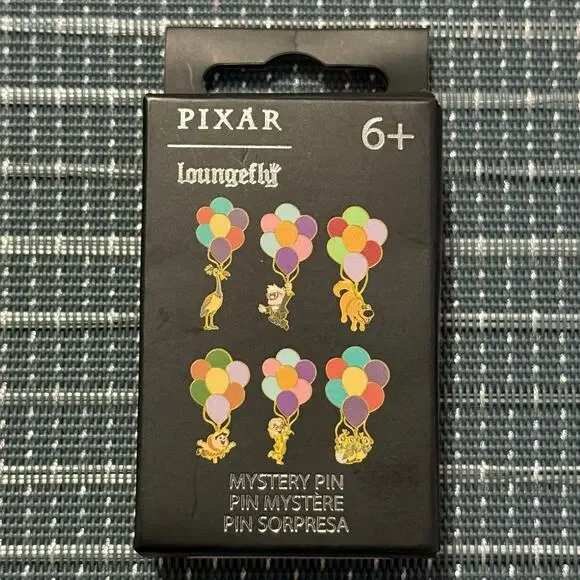 PIXAR
6+
Loungefly
MYSTERY PIN
PIN MYSTÈRE
PIN SORPRESA